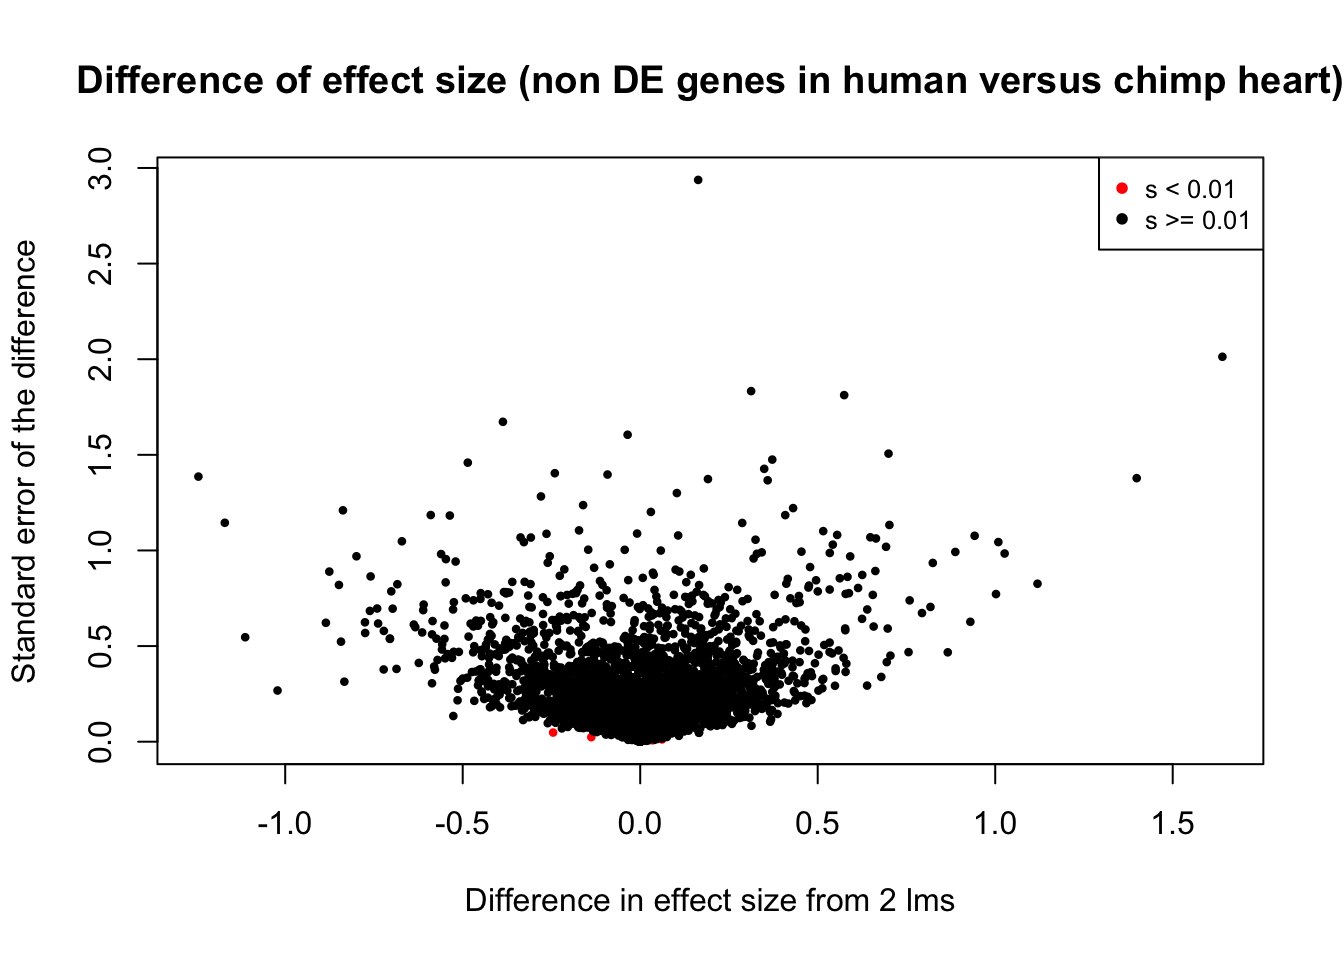 Difference of effect size (non DE genes in human versus chimp heart)
s < 0.01
s >= 0.01
Standard error of the difference
3.0
2.5
2.0
1.5
1.0
0.5
0.0
-1.0
-0.5
0.0
0.5
1.0
1.5
Difference in effect size from 2 lms